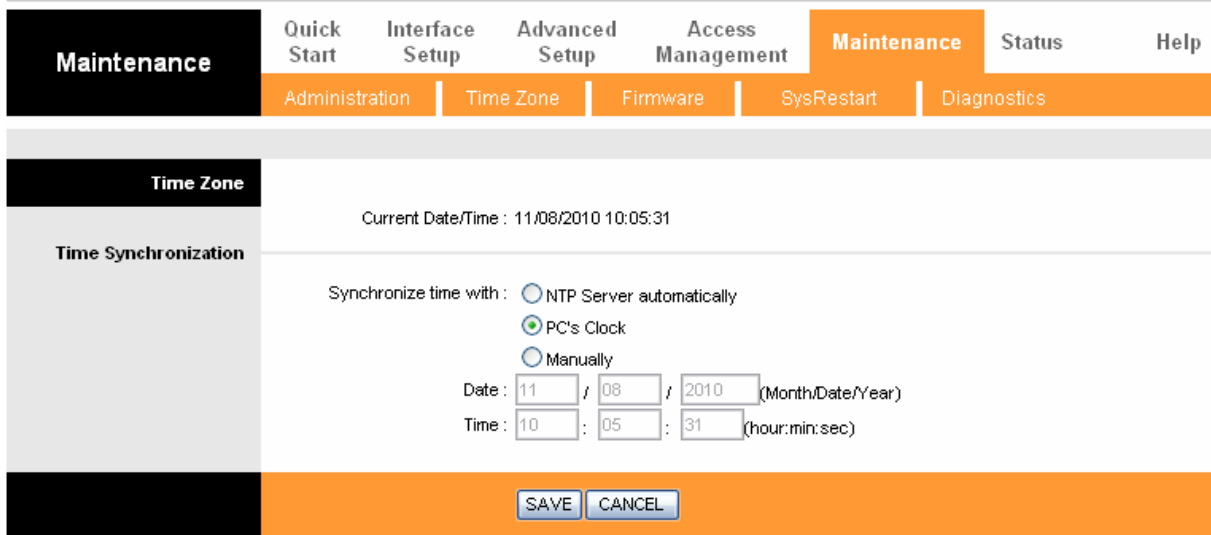 Maintenance
Quick Start
Interface Setup
Advanced Setup
Access Management
Maintenance
Status
Help
Administration
Time Zone
Firmware
SysRestart
Diagnostics
Time Zone
Current Date/Time : 11/08/2010 10:05:31
Time Synchronization
Synchronize time with : NTP Server automatically
PC's Clock
Manually
Date : 11 / 08 / 2010 (Month/Date/Year)
Time : 10 : 05 : 31 (hour:min:sec)
SAVE CANCEL